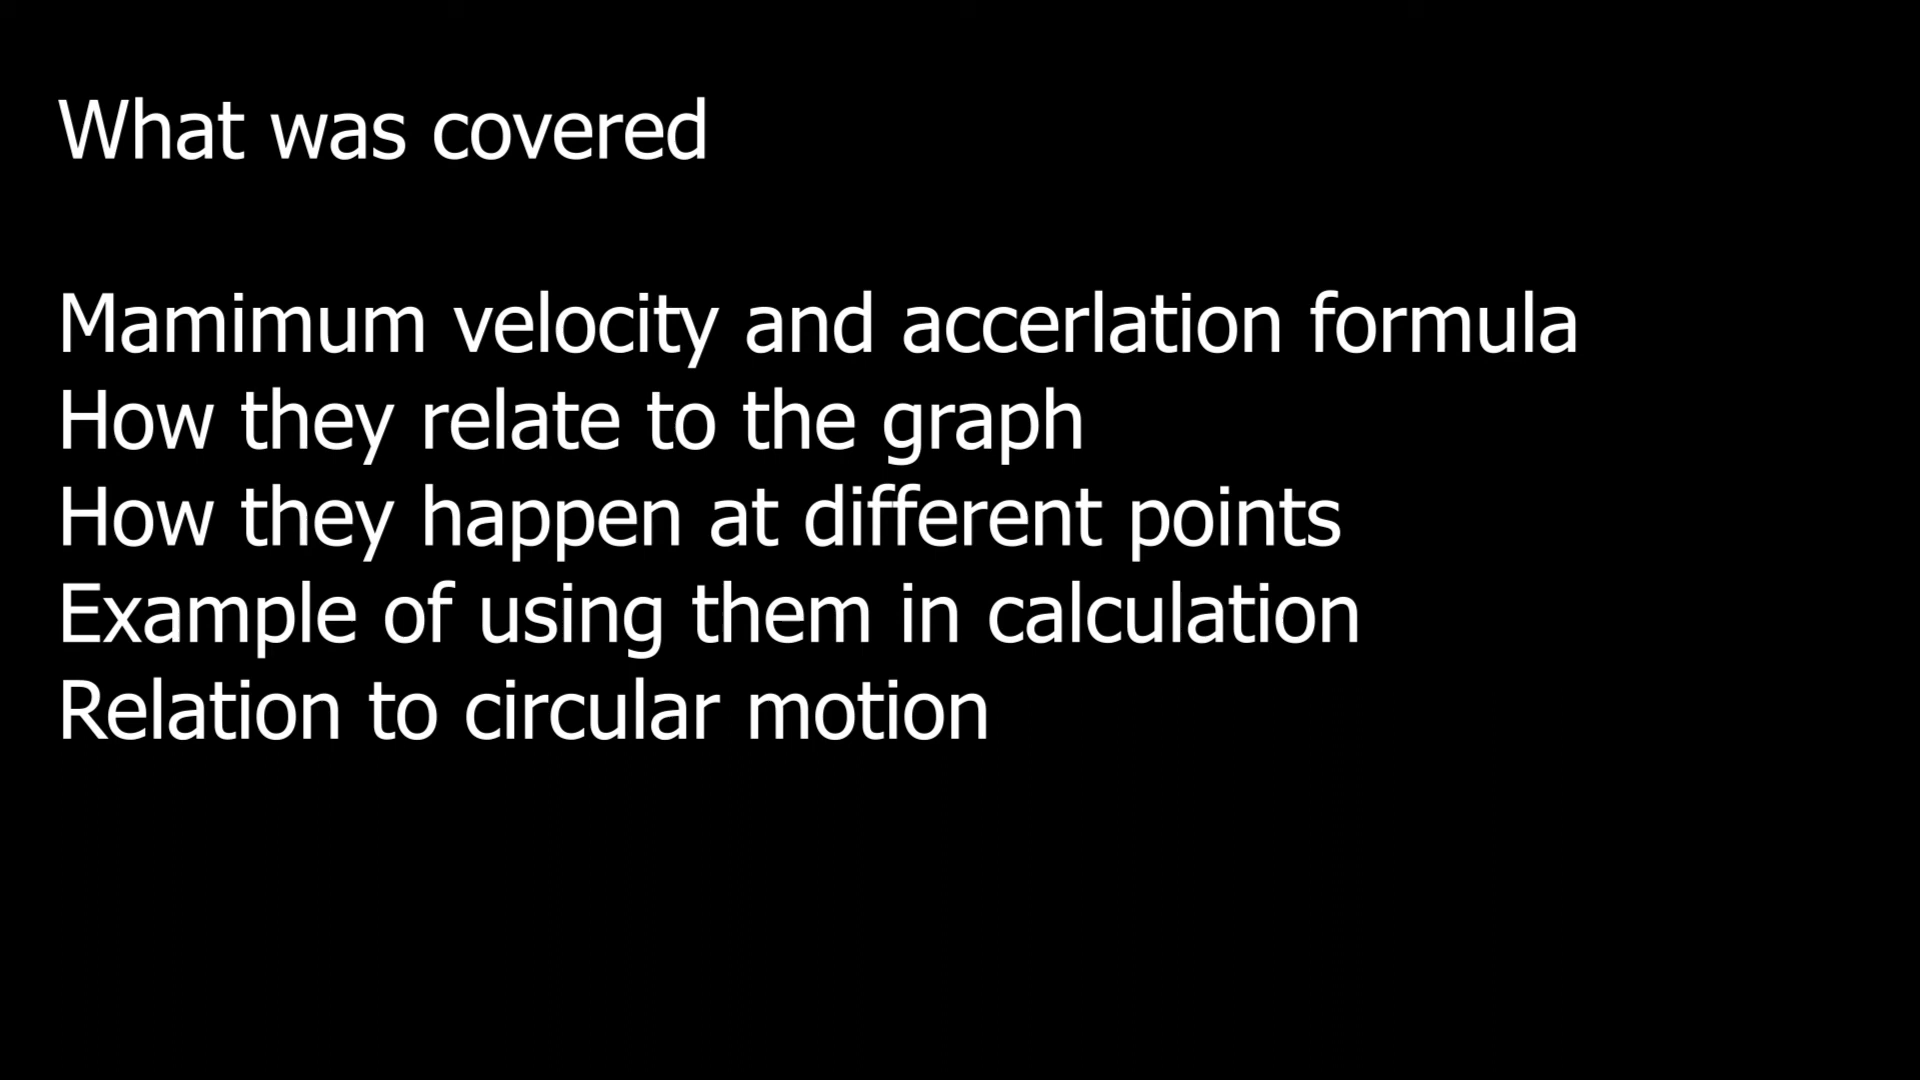 What was covered
Mamimum velocity and accerlation formula
How they relate to the graph
How they happen at different points
Example of using them in calculation
Relation to circular motion